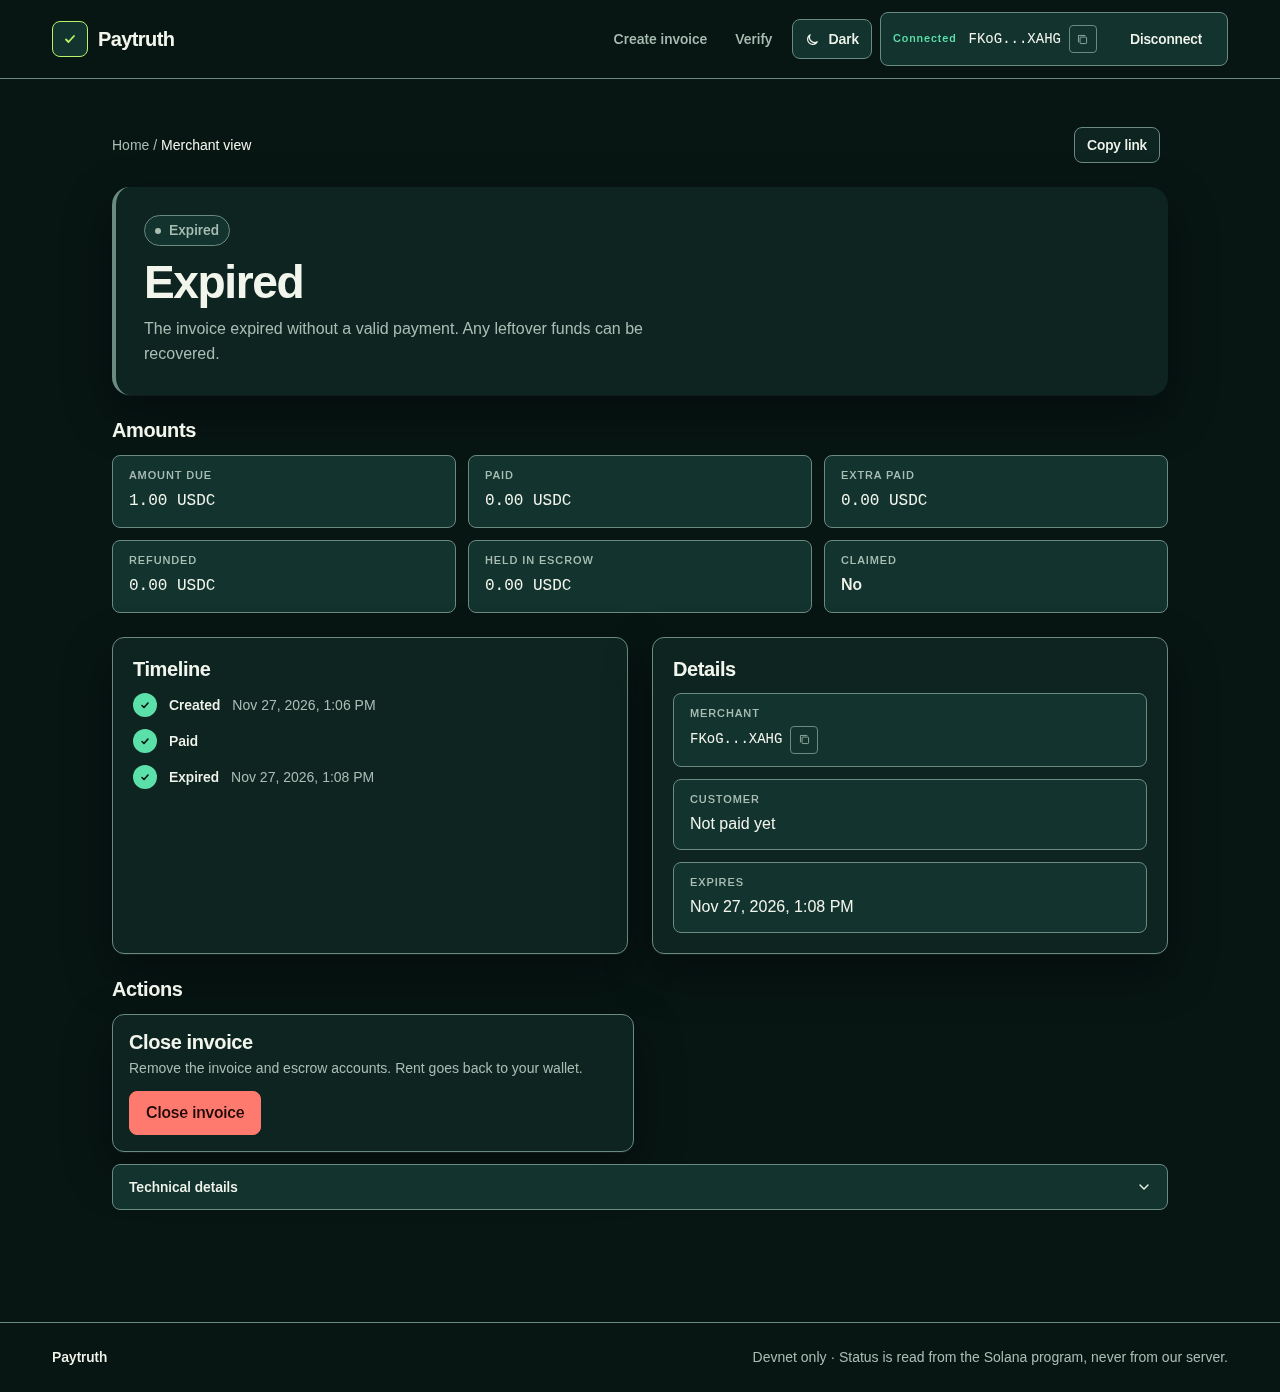 Paytruth
Create invoice
Verify
Dark
Connected FKoG...XAHG
Disconnect
Home / Merchant view
Copy link
Expired
Expired
The invoice expired without a valid payment. Any leftover funds can be
recovered.
Amounts
AMOUNT DUE
1.00 USDC
PAID
0.00 USDC
EXTRA PAID
0.00 USDC
REFUNDED
0.00 USDC
HELD IN ESCROW
0.00 USDC
CLAIMED
No
Timeline
Created Nov 27, 2026, 1:06 PM
Paid
Expired Nov 27, 2026, 1:08 PM
Details
MERCHANT
FKoG...XAHG
CUSTOMER
Not paid yet
EXPIRES
Nov 27, 2026, 1:08 PM
Actions
Close invoice
Remove the invoice and escrow accounts. Rent goes back to your wallet.
Close invoice
Technical details
Paytruth
Devnet only · Status is read from the Solana program, never from our server.